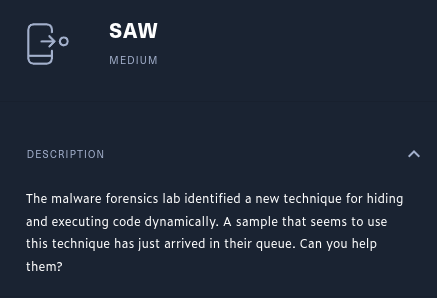 SAW
MEDIUM
DESCRIPTION
The malware forensics lab identified a new technique for hiding
and executing code dynamically. A sample that seems to use
this technique has just arrived in their queue. Can you help
them?